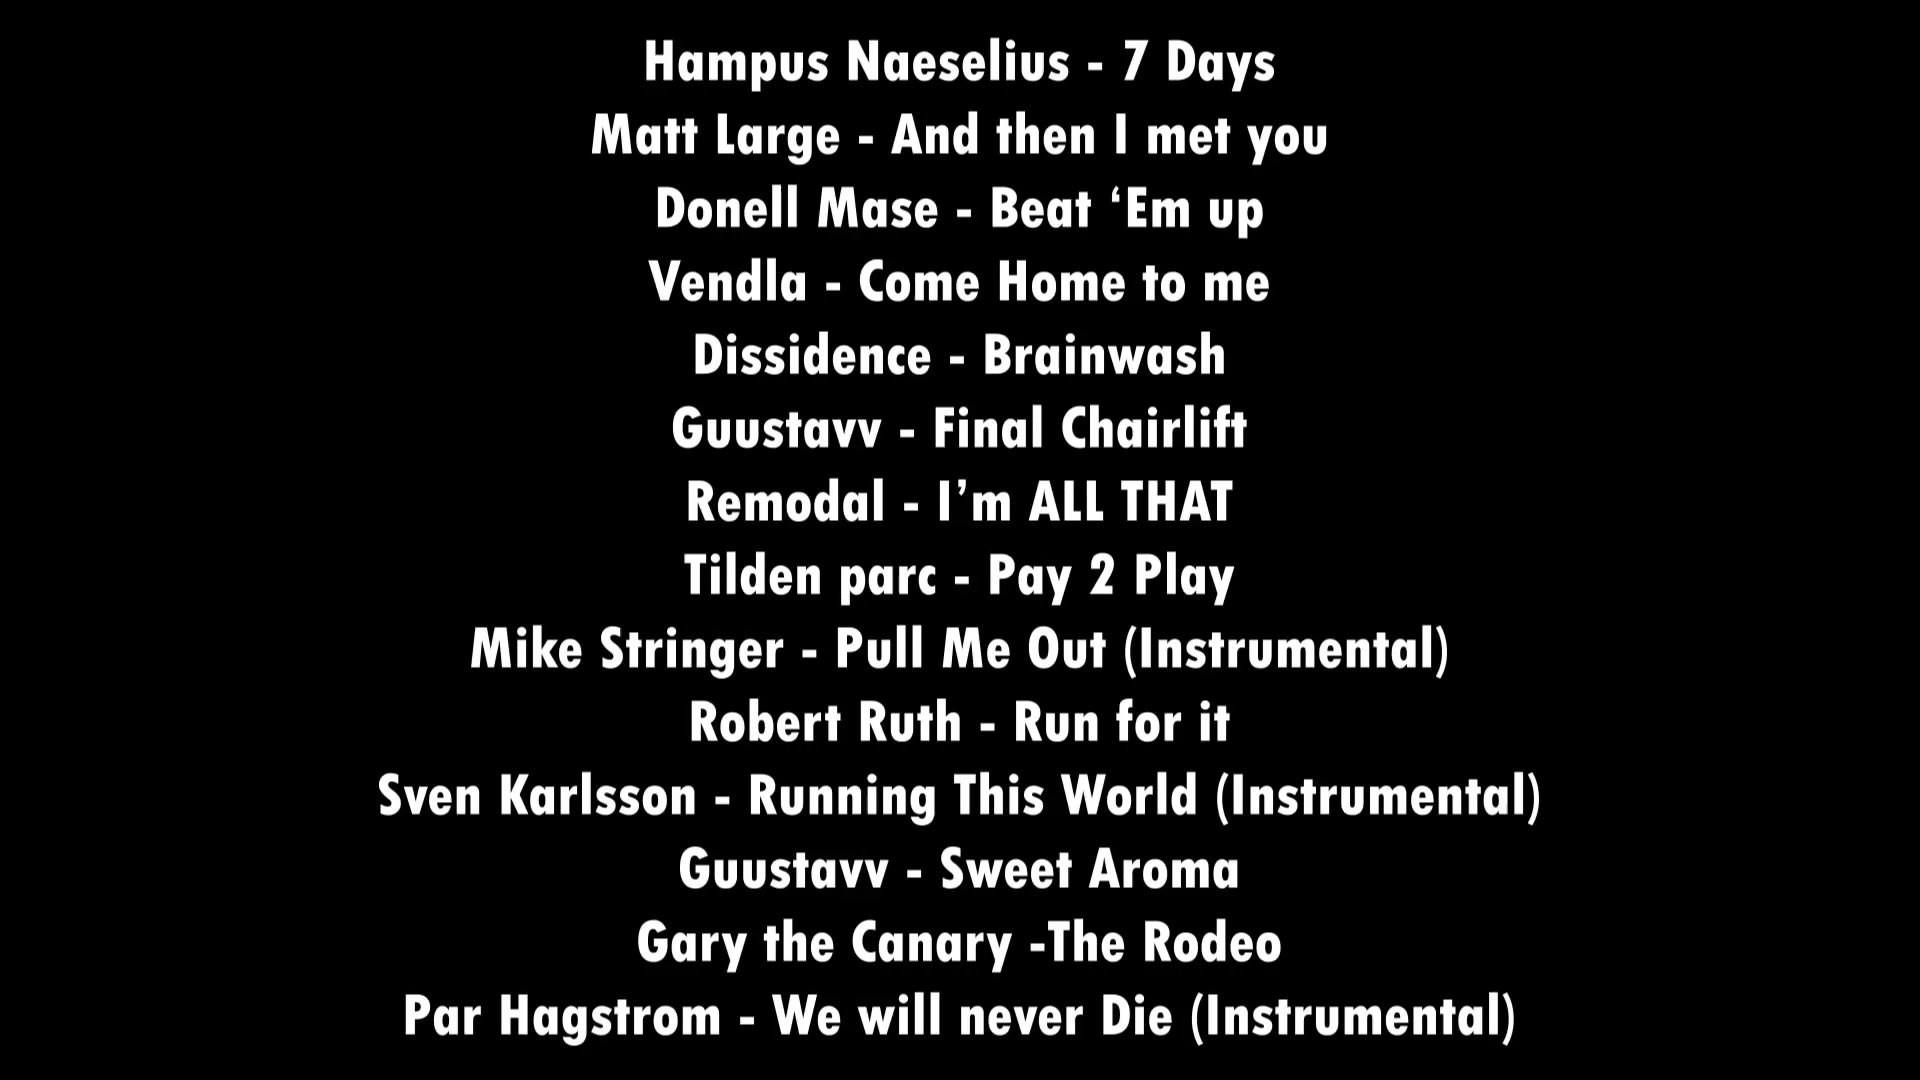 Hampus Naeselius - 7 Days
Matt Large - And then I met you
Donell Mase - Beat ‘Em up
Vendla - Come Home to me
Dissidence - Brainwash
Guustavv - Final Chairlift
Remodal - I’m ALL THAT
Tilden parc - Pay 2 Play
Mike Stringer - Pull Me Out (Instrumental)
Robert Ruth - Run for it
Sven Karlsson - Running This World (Instrumental)
Guustavv - Sweet Aroma
Gary the Canary -The Rodeo
Par Hagstrom - We will never Die (Instrumental)